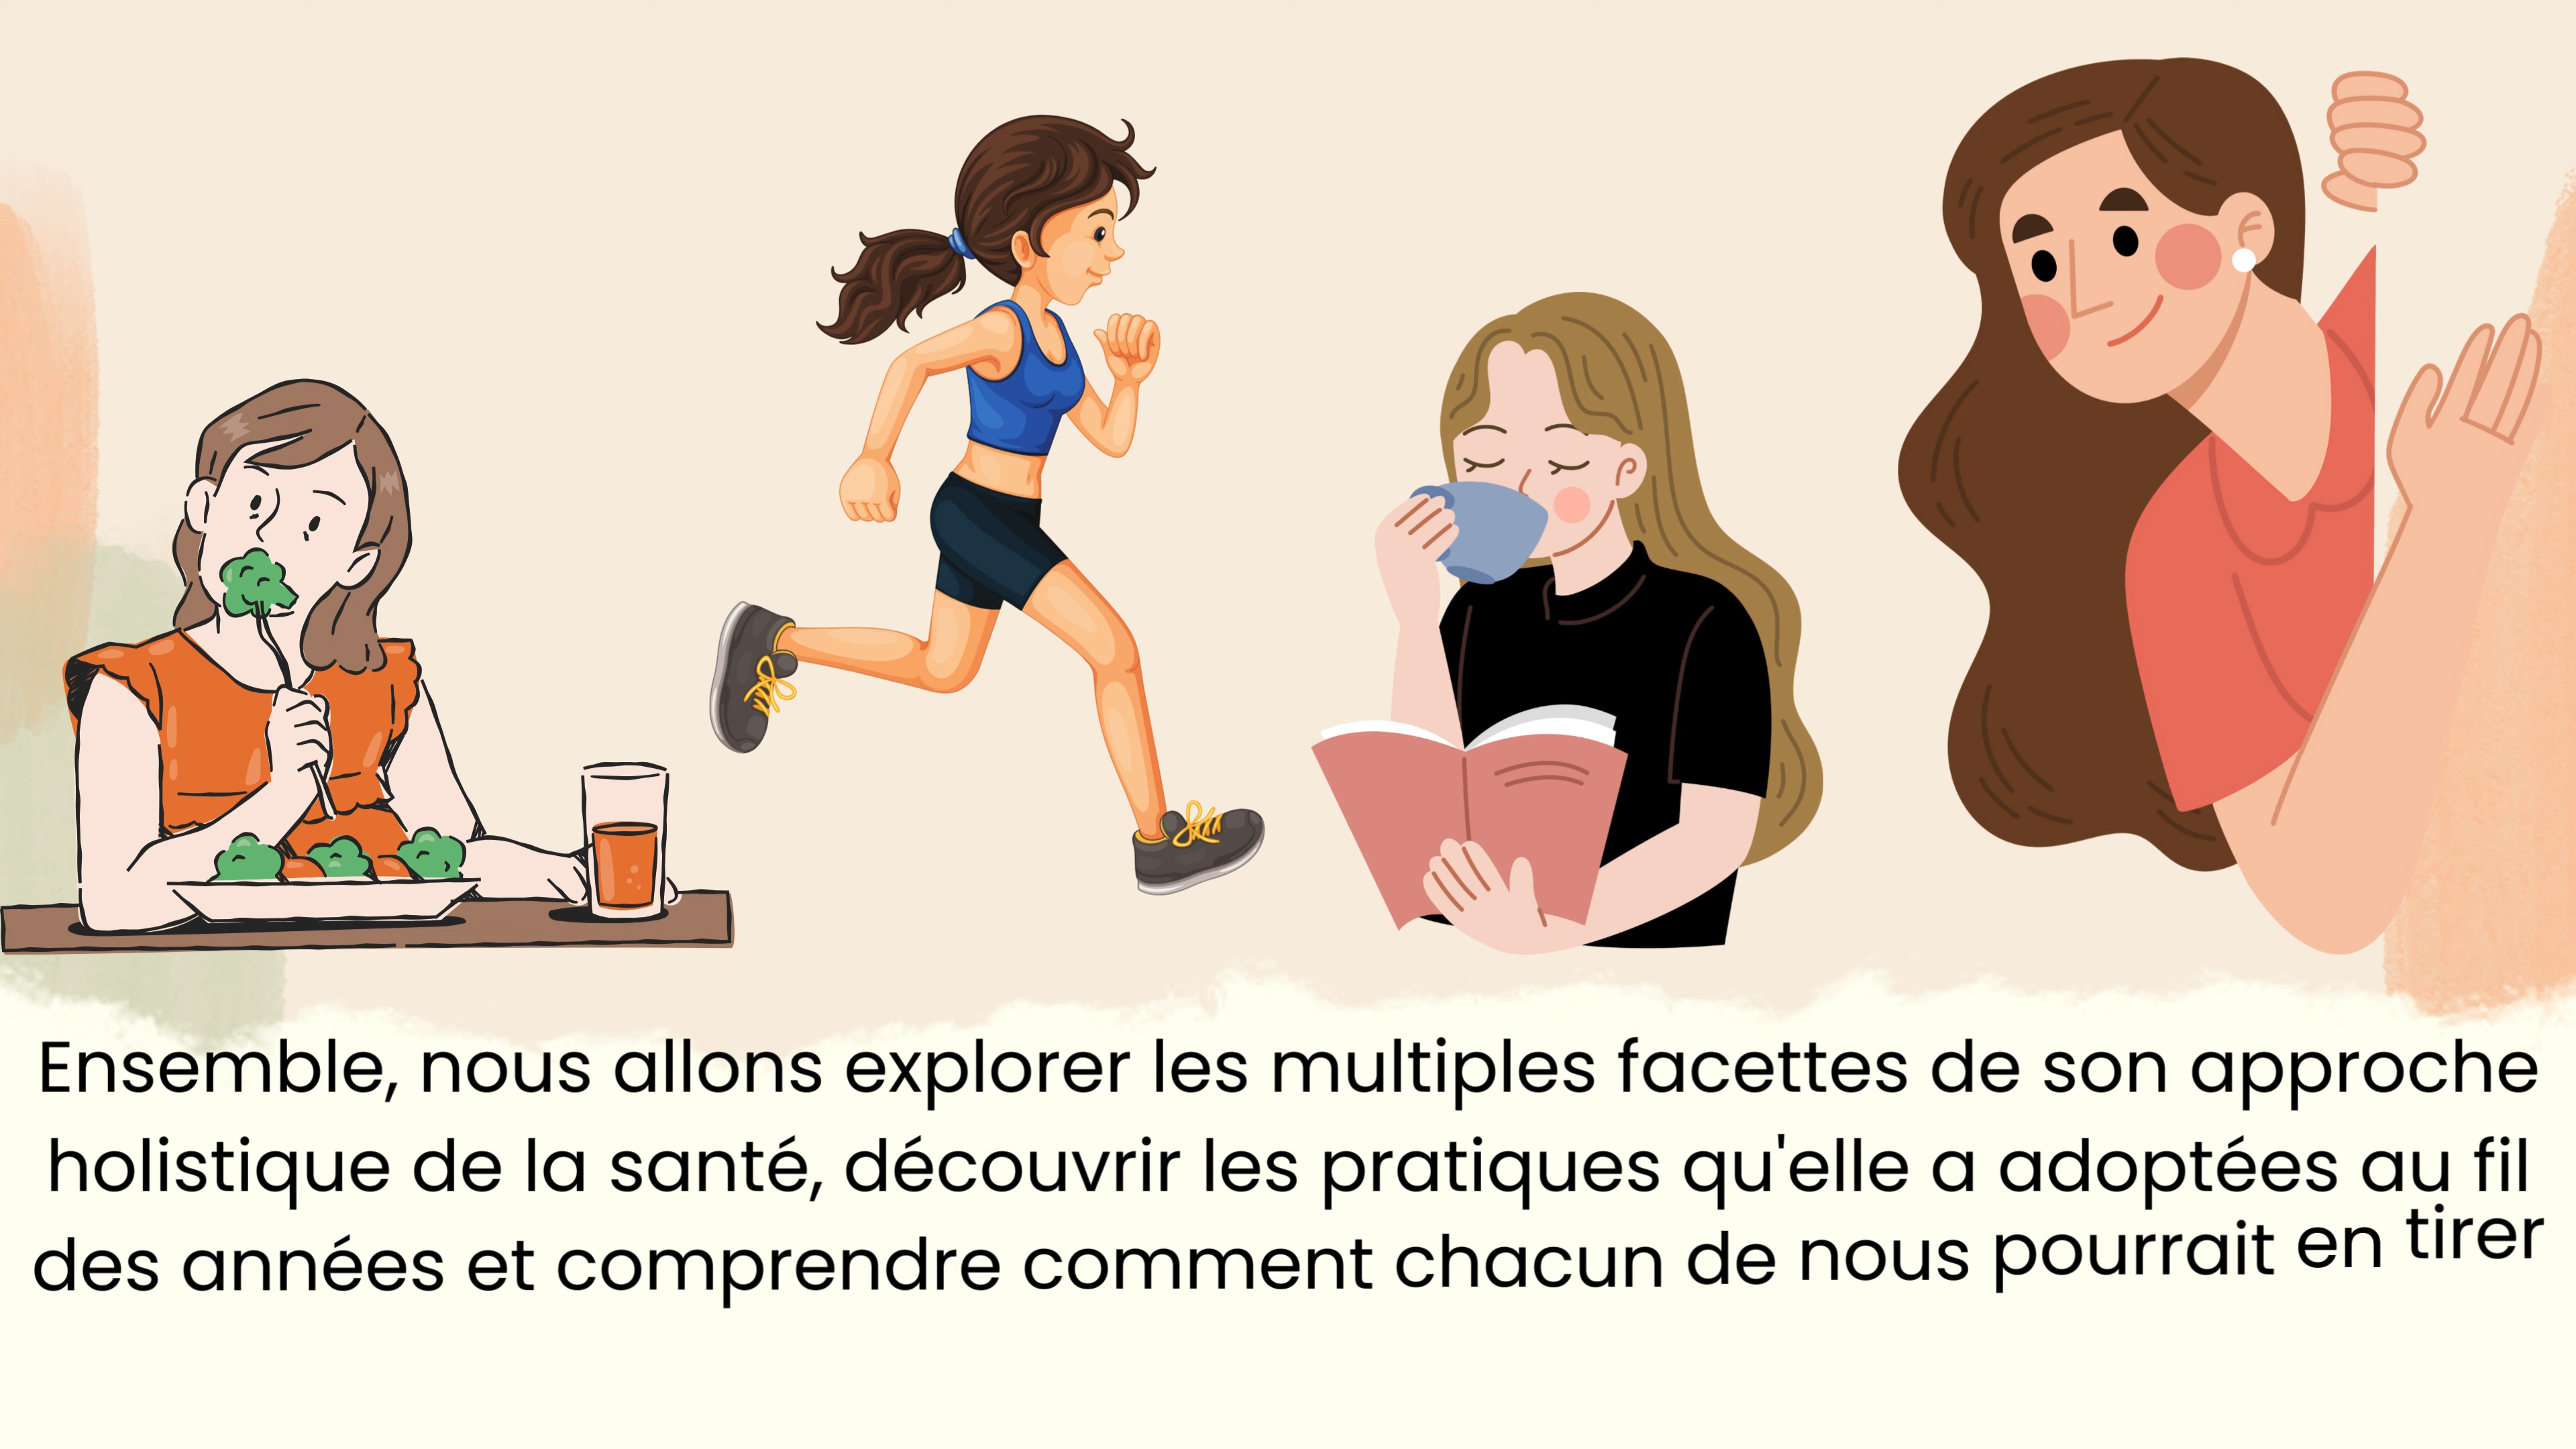 Ensemble, nous allons explorer les multiples facettes de son approche
holistique de la santé, découvrir les pratiques qu'elle a adoptées au fil
des années et comprendre comment chacun de nous pourrait en tirer